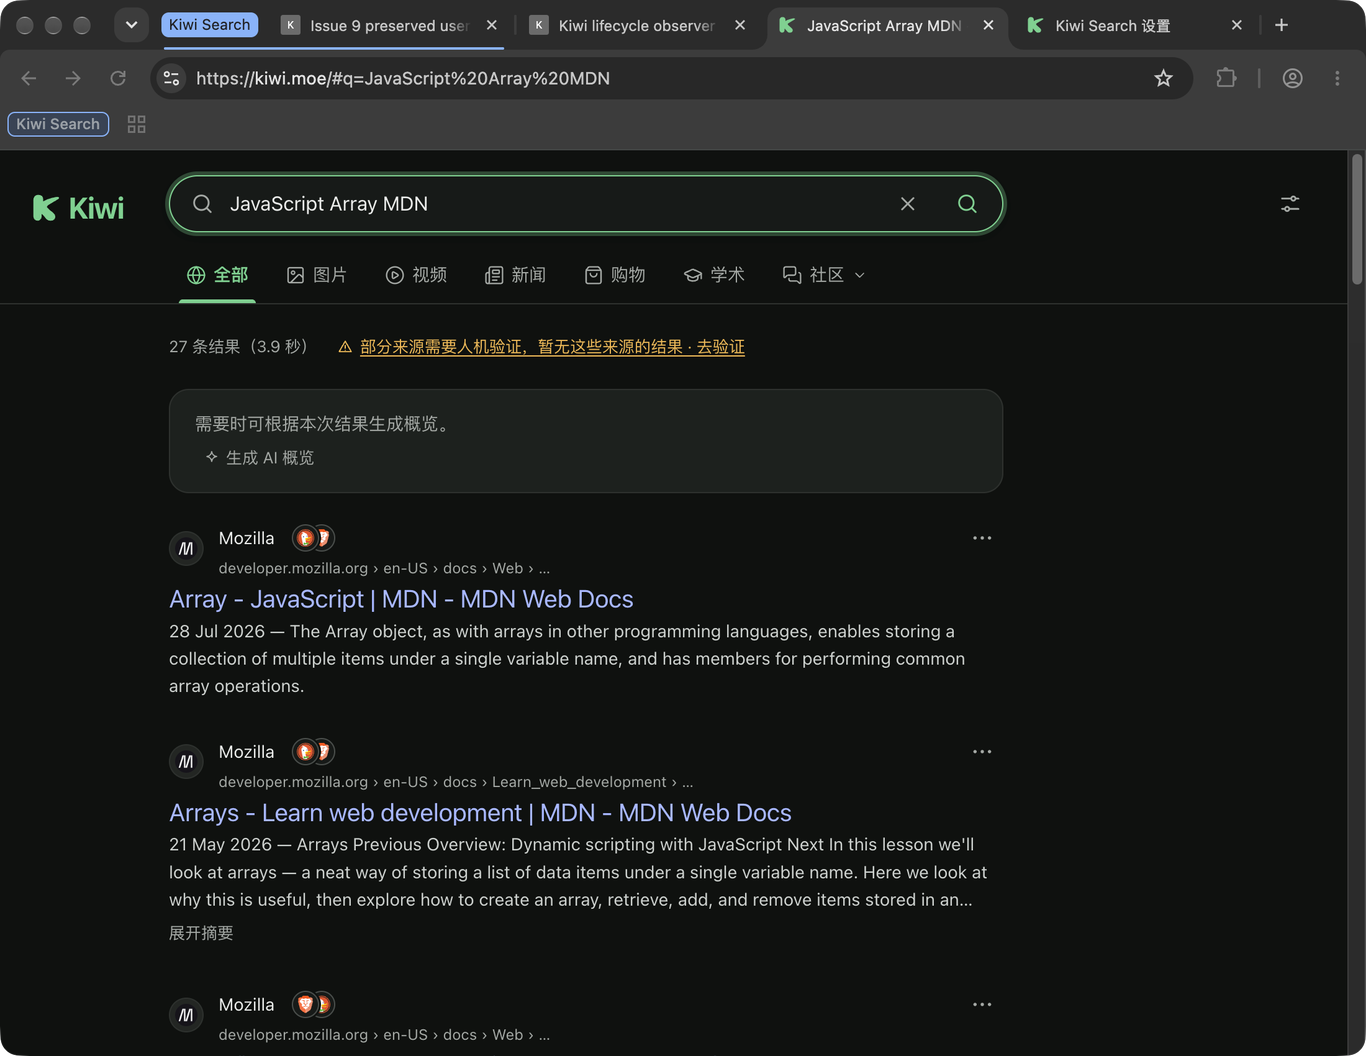 Kiwi Search
K Issue 9 preserved user
K Kiwi lifecycle observer
JavaScript Array MDN
Kiwi Search 设置
https://kiwi.moe/#q=JavaScript%20Array%20MDN
Kiwi Search
Kiwi
JavaScript Array MDN
全部 图片 视频 新闻 购物 学术 社区
27 条结果（3.9 秒） 部分来源需要人机验证，暂无这些来源的结果 · 去验证
需要时可根据本次结果生成概览。
生成 AI 概览
Mozilla
developer.mozilla.org › en-US › docs › Web › ...
Array - JavaScript | MDN - MDN Web Docs
28 Jul 2026 — The Array object, as with arrays in other programming languages, enables storing a
collection of multiple items under a single variable name, and has members for performing common
array operations.
Mozilla
developer.mozilla.org › en-US › docs › Learn_web_development › ...
Arrays - Learn web development | MDN - MDN Web Docs
21 May 2026 — Arrays Previous Overview: Dynamic scripting with JavaScript Next In this lesson we'll
look at arrays — a neat way of storing a list of data items under a single variable name. Here we look at
why this is useful, then explore how to create an array, retrieve, add, and remove items stored in an...
展开摘要
Mozilla
developer.mozilla.org › en-US › docs › Web › ...